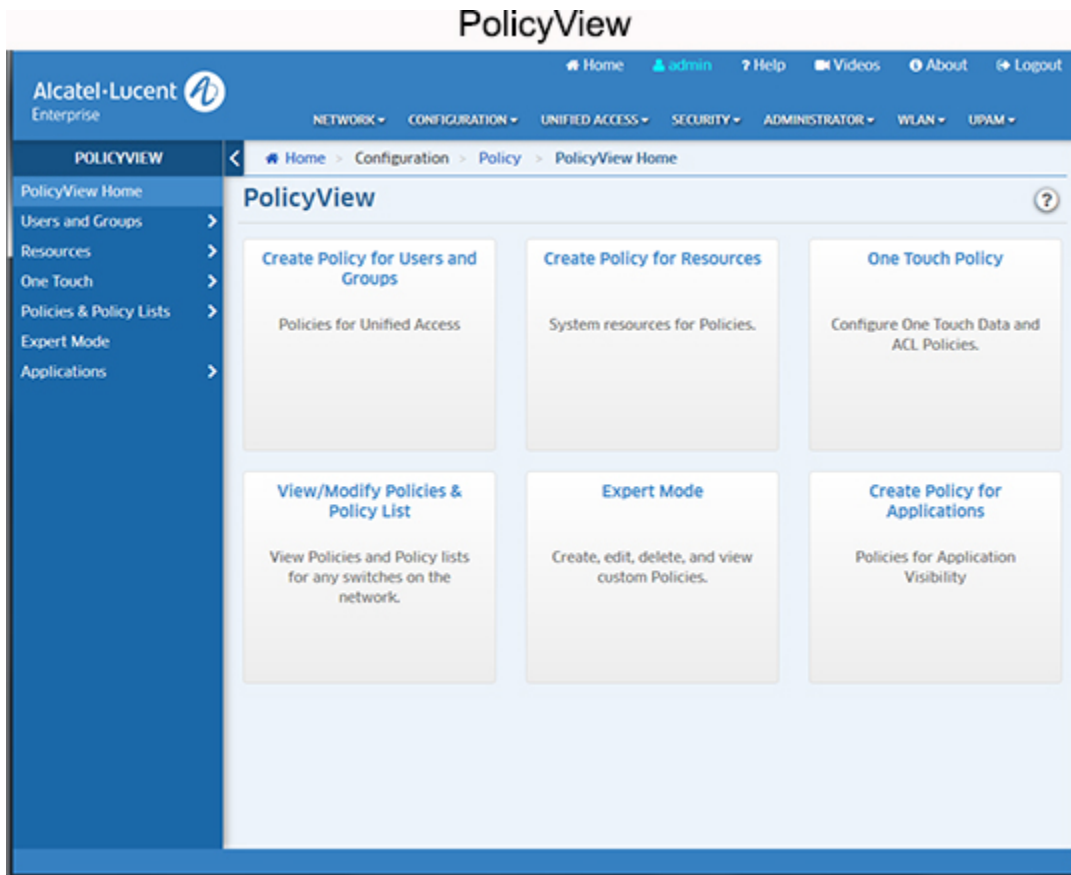 PolicyView
Home admin ? Help Videos About Logout
Alcatel·Lucent
Enterprise
NETWORK CONFIGURATION UNIFIED ACCESS SECURITY ADMINISTRATOR WLAN UPAM
POLICYVIEW
Home > Configuration > Policy > PolicyView Home
PolicyView Home
Users and Groups
Resources
One Touch
Policies & Policy Lists
Expert Mode
Applications
PolicyView
?
Create Policy for Users and
Groups
Policies for Unified Access
Create Policy for Resources
System resources for Policies.
One Touch Policy
Configure One Touch Data and
ACL Policies.
View/Modify Policies &
Policy List
View Policies and Policy lists
for any switches on the
network.
Expert Mode
Create, edit, delete, and view
custom Policies.
Create Policy for
Applications
Policies for Application
Visibility